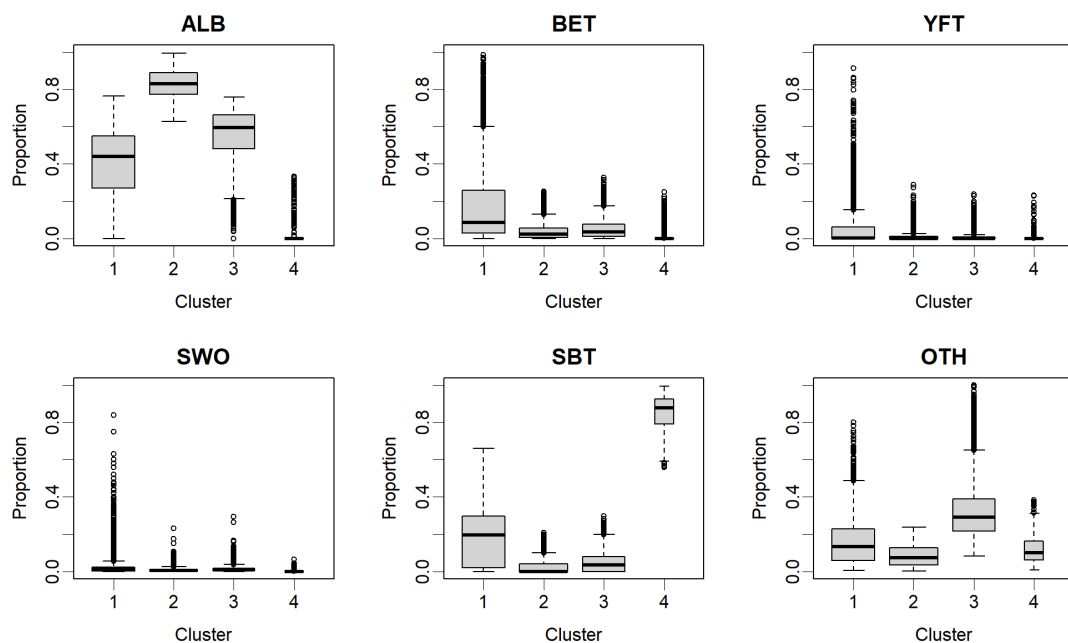 ALB
Proportion
0.0 0.4 0.8
1 2 3 4
Cluster
BET
Proportion
0.0 0.4 0.8
1 2 3 4
Cluster
YFT
Proportion
0.0 0.4 0.8
1 2 3 4
Cluster
SWO
Proportion
0.0 0.4 0.8
1 2 3 4
Cluster
SBT
Proportion
0.0 0.4 0.8
1 2 3 4
Cluster
OTH
Proportion
0.0 0.4 0.8
1 2 3 4
Cluster